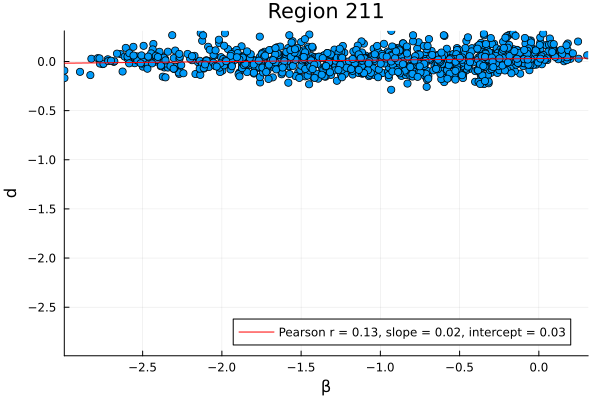 Region 211
0.0
−0.5
−1.0
−1.5
−2.0
−2.5
d
Pearson r = 0.13, slope = 0.02, intercept = 0.03
−2.5 −2.0 −1.5 −1.0 −0.5 0.0
β